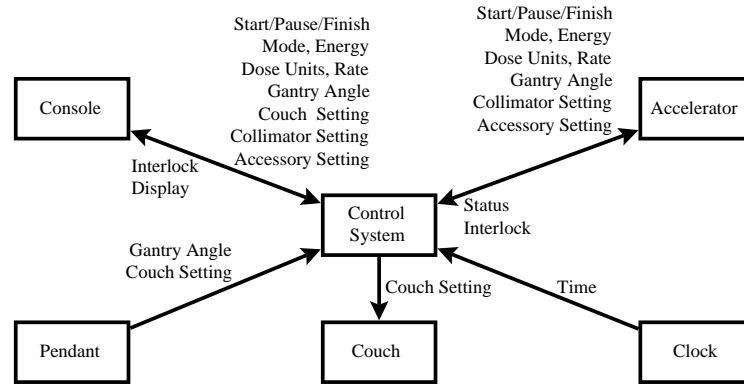 Start/Pause/Finish
Mode, Energy
Dose Units, Rate
Gantry Angle
Couch Setting
Collimator Setting
Accessory Setting
Start/Pause/Finish
Mode, Energy
Dose Units, Rate
Gantry Angle
Collimator Setting
Accessory Setting
Console
Accelerator
Interlock
Display
Control
System
Status
Interlock
Gantry Angle
Couch Setting
Couch Setting
Time
Pendant
Couch
Clock